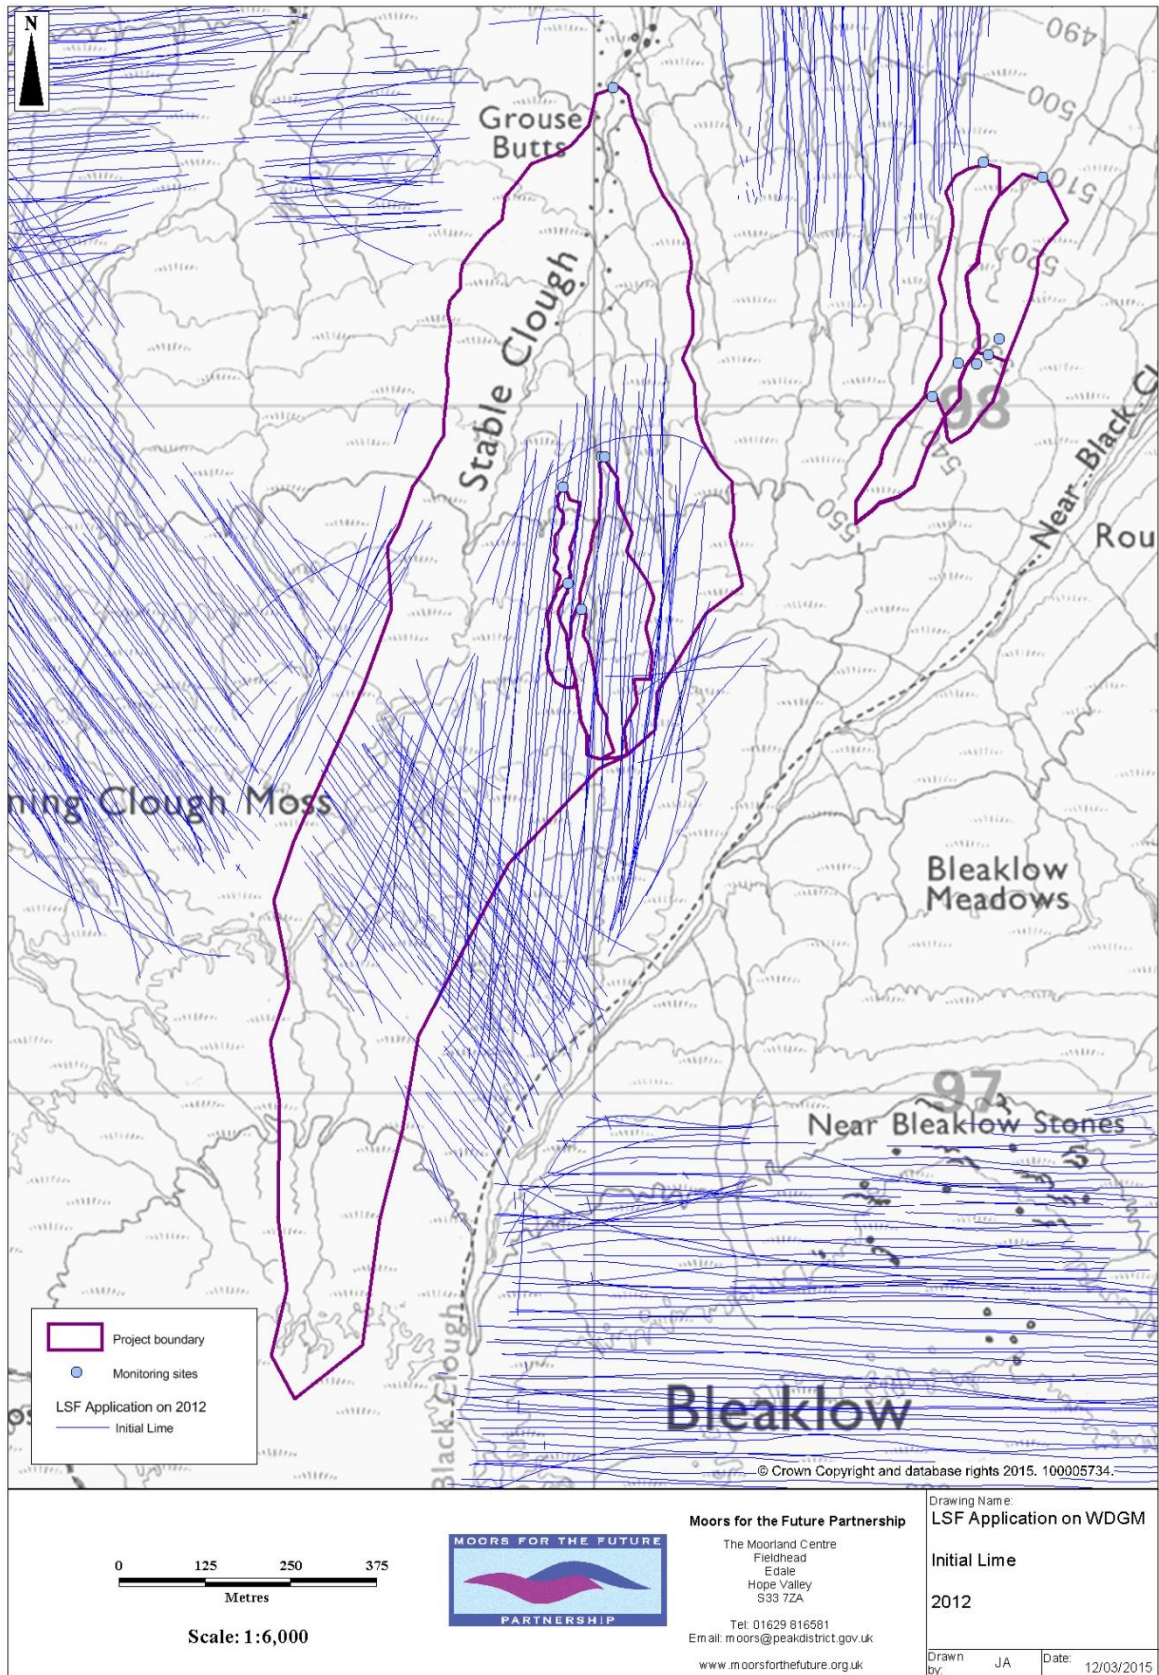 N
490
500
510
520
Grouse
Butts
Stable Clough
98
530
540
550
Near Black Cl
Rou
ning Clough Moss
Bleaklow
Meadows
97
Near Bleaklow Stones
Black Clough
Bleaklow
Project boundary
Monitoring sites
LSF Application on 2012
Initial Lime
© Crown Copyright and database rights 2015. 100005734.
0 125 250 375
Metres
Scale: 1:6,000
MOORS FOR THE FUTURE
PARTNERSHIP
Moors for the Future Partnership
The Moorland Centre
Fieldhead
Edale
Hope Valley
S33 7ZA
Tel: 01629 816581
Email: moors@peakdistrict.gov.uk
www.moorsforthefuture.org.uk
Drawing Name:
LSF Application on WDGM
Initial Lime
2012
Drawn by: JA
Date: 12/03/2015